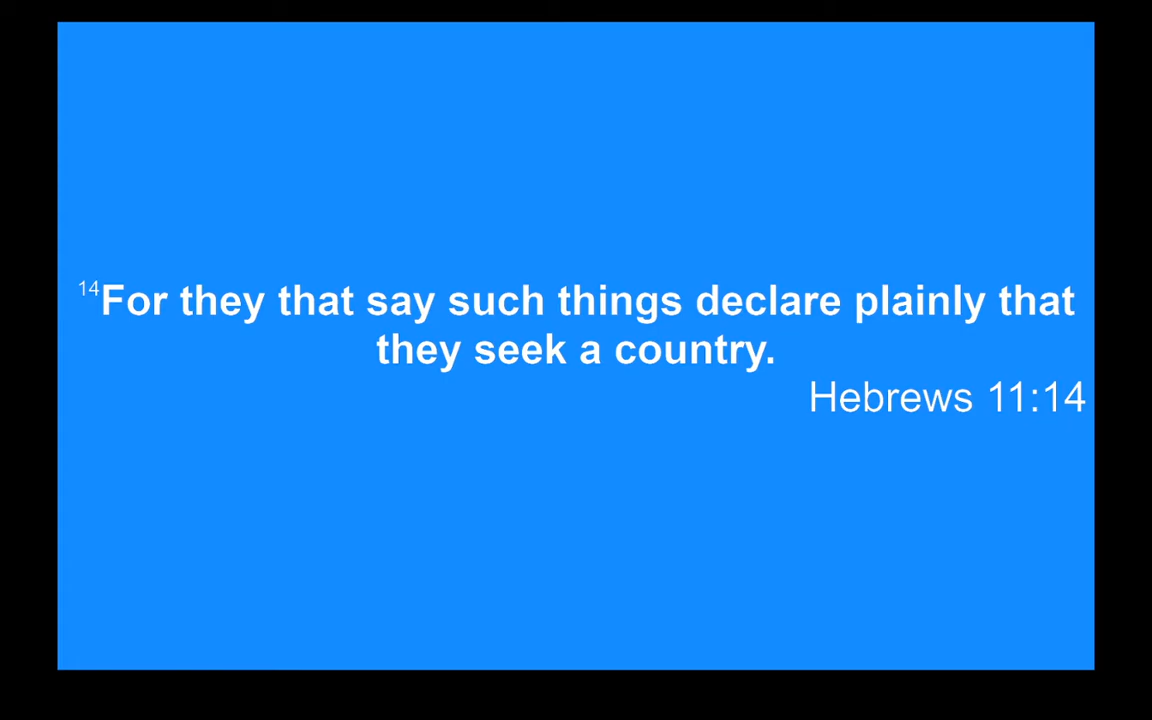 14For they that say such things declare plainly that
they seek a country.
Hebrews 11:14